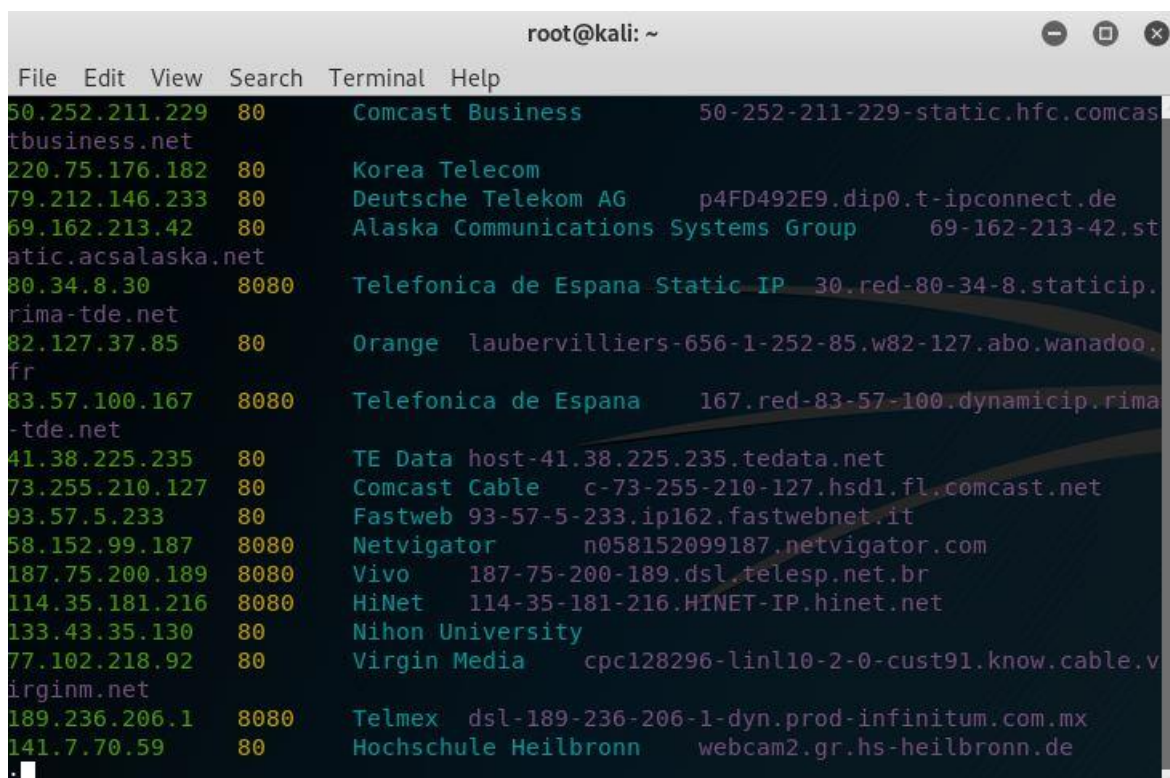 root@kali: ~
File Edit View Search Terminal Help
50.252.211.229 80 Comcast Business 50-252-211-229-static.hfc.comcas
tbusiness.net
220.75.176.182 80 Korea Telecom
79.212.146.233 80 Deutsche Telekom AG p4FD492E9.dip0.t-ipconnect.de
69.162.213.42 80 Alaska Communications Systems Group 69-162-213-42.st
atic.acsalaska.net
80.34.8.30 8080 Telefonica de Espana Static IP 30.red-80-34-8.staticip.
rima-tde.net
82.127.37.85 80 Orange laubervilliers-656-1-252-85.w82-127.abo.wanadoo.
fr
83.57.100.167 8080 Telefonica de Espana 167.red-83-57-100.dynamicip.rima
-tde.net
41.38.225.235 80 TE Data host-41.38.225.235.tedata.net
73.255.210.127 80 Comcast Cable c-73-255-210-127.hsd1.fl.comcast.net
93.57.5.233 80 Fastweb 93-57-5-233.ip162.fastwebnet.it
58.152.99.187 8080 Netvigator n058152099187.netvigator.com
187.75.200.189 8080 Vivo 187-75-200-189.dsl.telesp.net.br
114.35.181.216 8080 HiNet 114-35-181-216.HINET-IP.hinet.net
133.43.35.130 80 Nihon University
77.102.218.92 80 Virgin Media cpc128296-linl10-2-0-cust91.know.cable.v
irginm.net
189.236.206.1 8080 Telmex dsl-189-236-206-1-dyn.prod-infinitum.com.mx
141.7.70.59 80 Hochschule Heilbronn webcam2.gr.hs-heilbronn.de
.